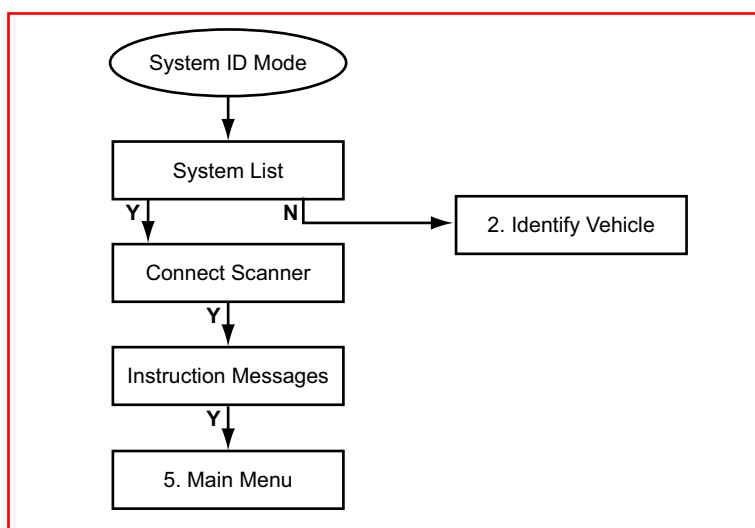 System ID Mode
System List
Y
N
2. Identify Vehicle
Connect Scanner
Y
Instruction Messages
Y
5. Main Menu